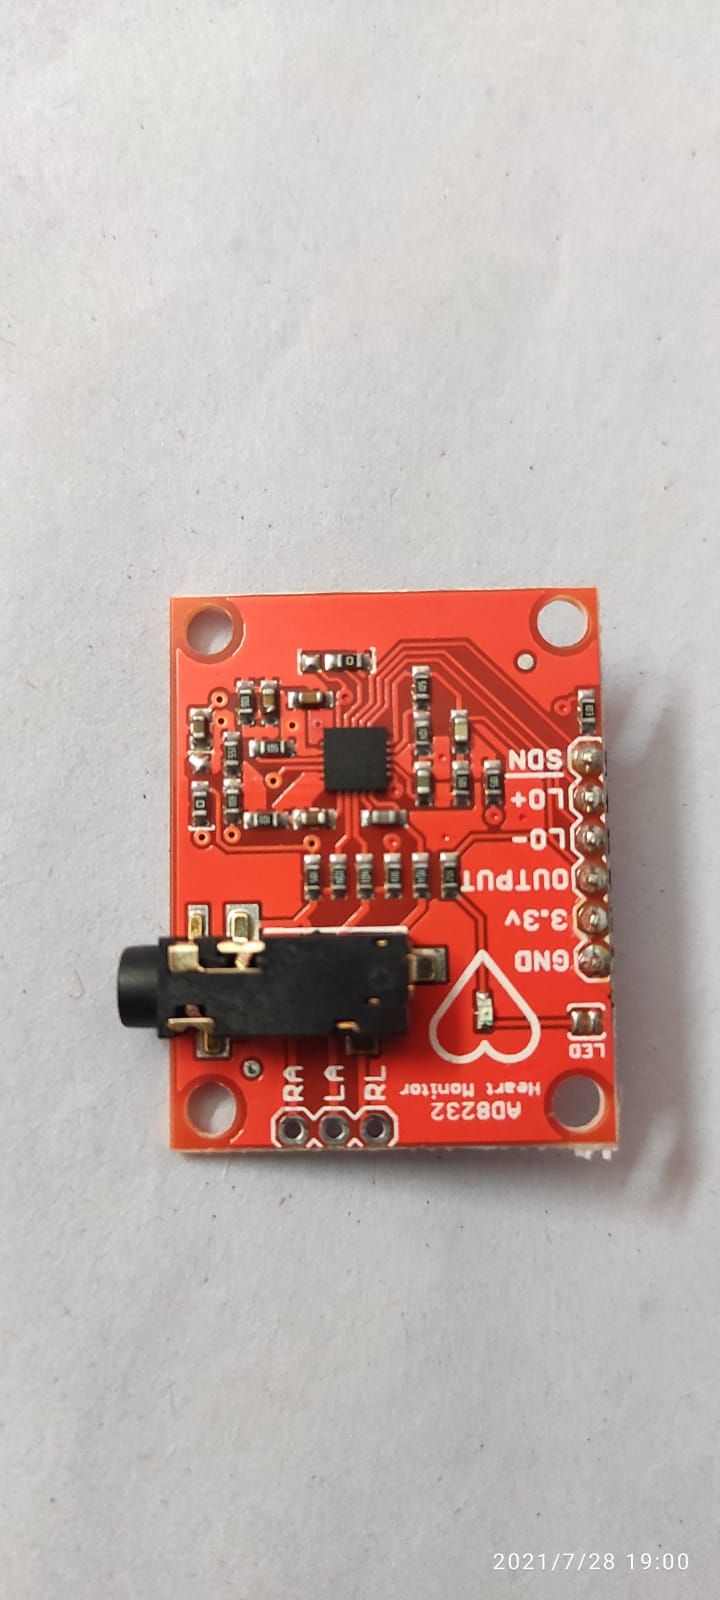 SDN
LO+
LO-
OUTPUT
3.3v
GND
LED
RA
LA
RL
AD8232
Heart Monitor
2021/7/28 19:00